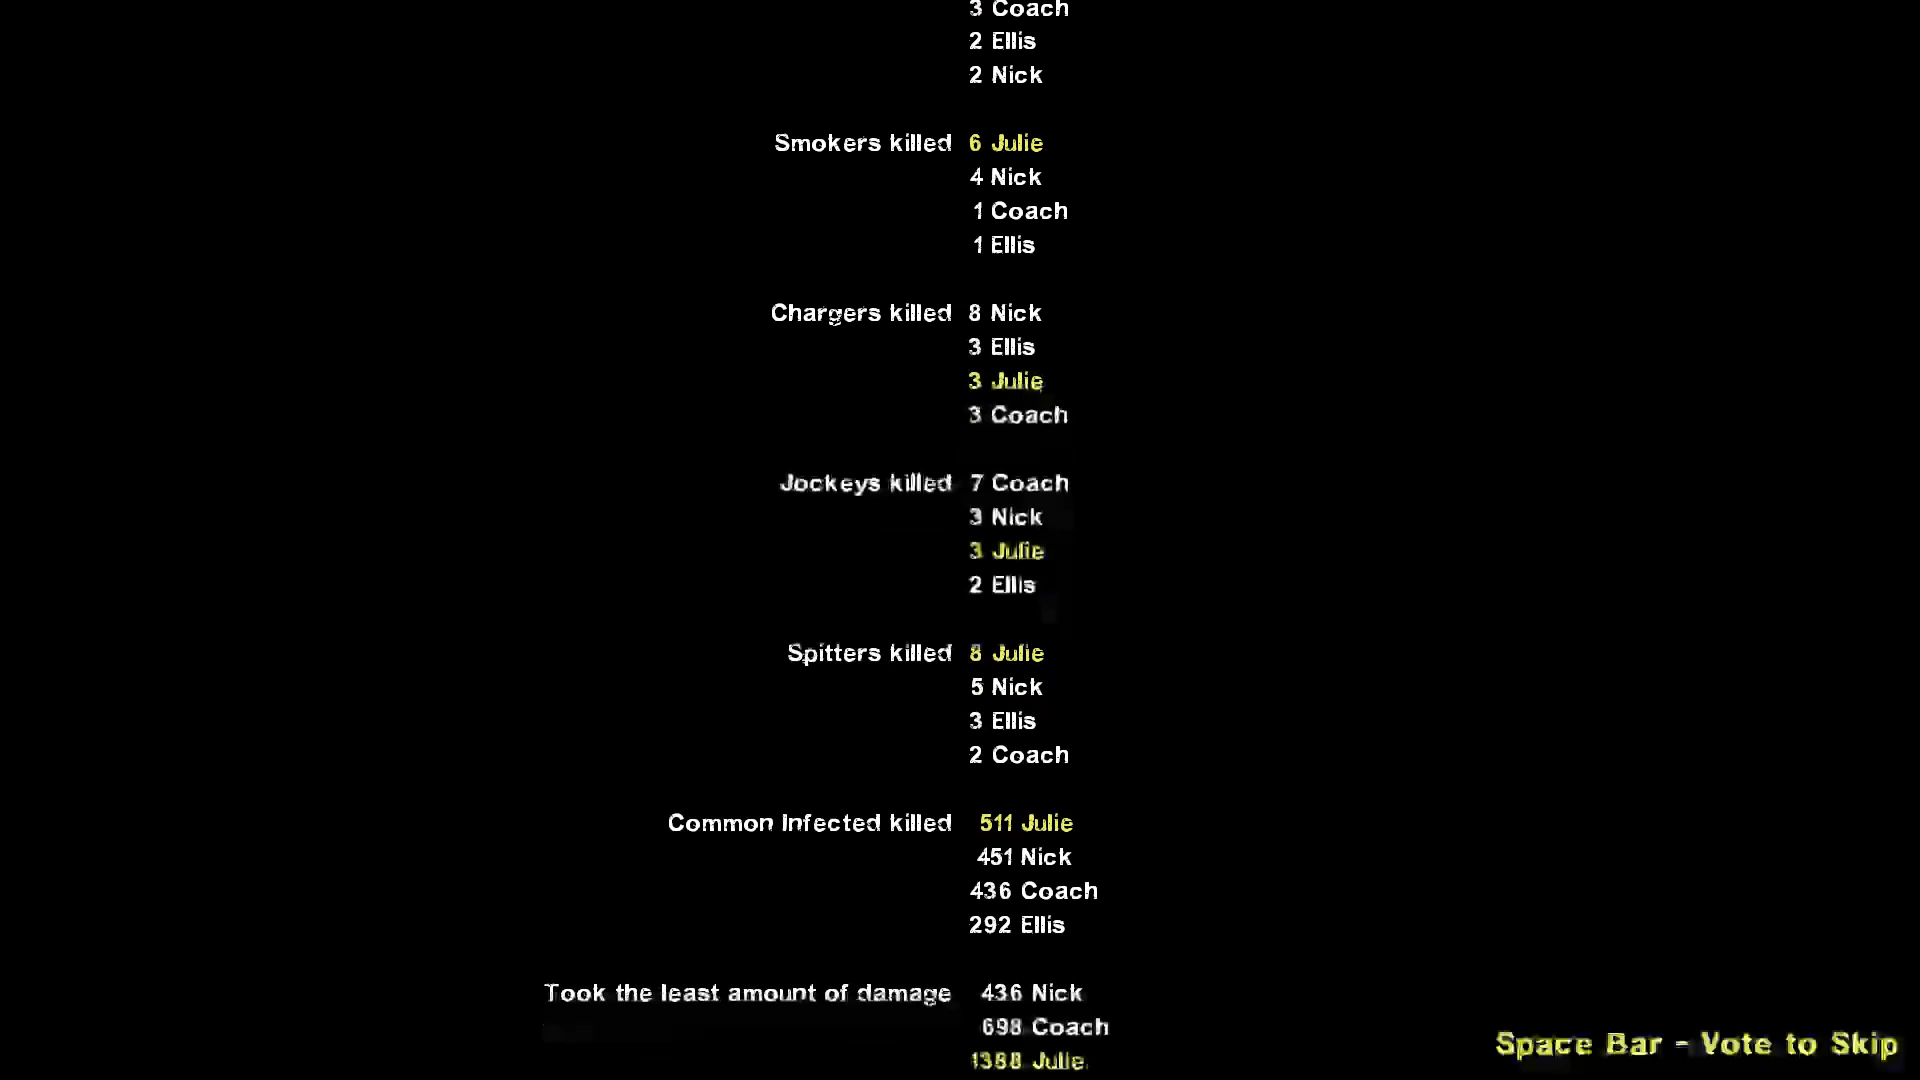 3 Coach
2 Ellis
2 Nick
Smokers killed 6 Julie
4 Nick
1 Coach
1 Ellis
Chargers killed 8 Nick
3 Ellis
3 Julie
3 Coach
Jockeys killed 7 Coach
3 Nick
3 Julie
2 Ellis
Spitters killed 8 Julie
5 Nick
3 Ellis
2 Coach
Common Infected killed 511 Julie
451 Nick
436 Coach
292 Ellis
Took the least amount of damage 436 Nick
698 Coach
1388 Julie
Space Bar - Vote to Skip